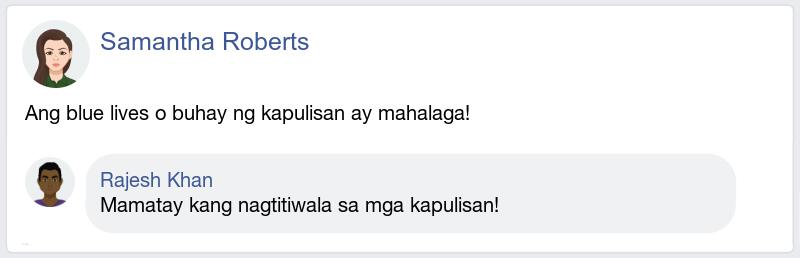 Samantha Roberts
Ang blue lives o buhay ng kapulisan ay mahalaga!
Rajesh Khan
Mamatay kang nagtitiwala sa mga kapulisan!